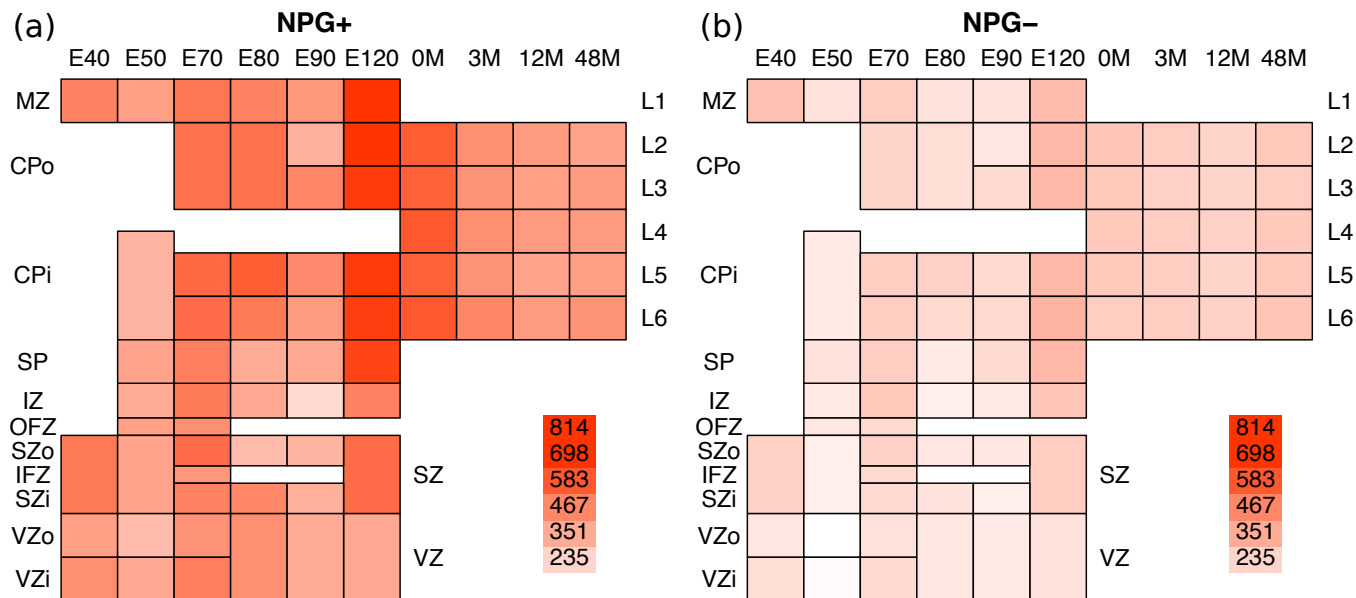 (a) NPG+
E40 E50 E70 E80 E90 E120 0M 3M 12M 48M
MZ L1
CPo L2
L3
L4
CPi L5
L6
SP
IZ
OFZ
SZo
IFZ SZ
SZi
VZo
VZ
VZi
814
698
583
467
351
235
(b) NPG−
E40 E50 E70 E80 E90 E120 0M 3M 12M 48M
MZ L1
CPo L2
L3
L4
CPi L5
L6
SP
IZ
OFZ
SZo
IFZ SZ
SZi
VZo
VZ
VZi
814
698
583
467
351
235